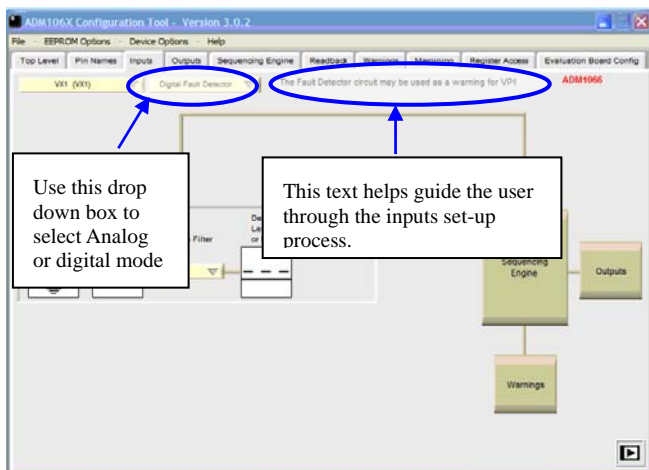 ADM106X Configuration Tool - Version 3.0.2
File EEPROM Options Device Options Help
Top Level Pin Names Inputs Outputs Sequencing Engine Readback Warnings Margining Register Access Evaluation Board Config
VX1 (VX1) Digital Fault Detector The Fault Detector circuit may be used as a warning for VP1 ADM1066
Use this drop
down box to
select Analog
or digital mode
This text helps guide the user
through the inputs set-up
process.
De
Le
or
Filter
Sequencing
Engine
Outputs
Warnings